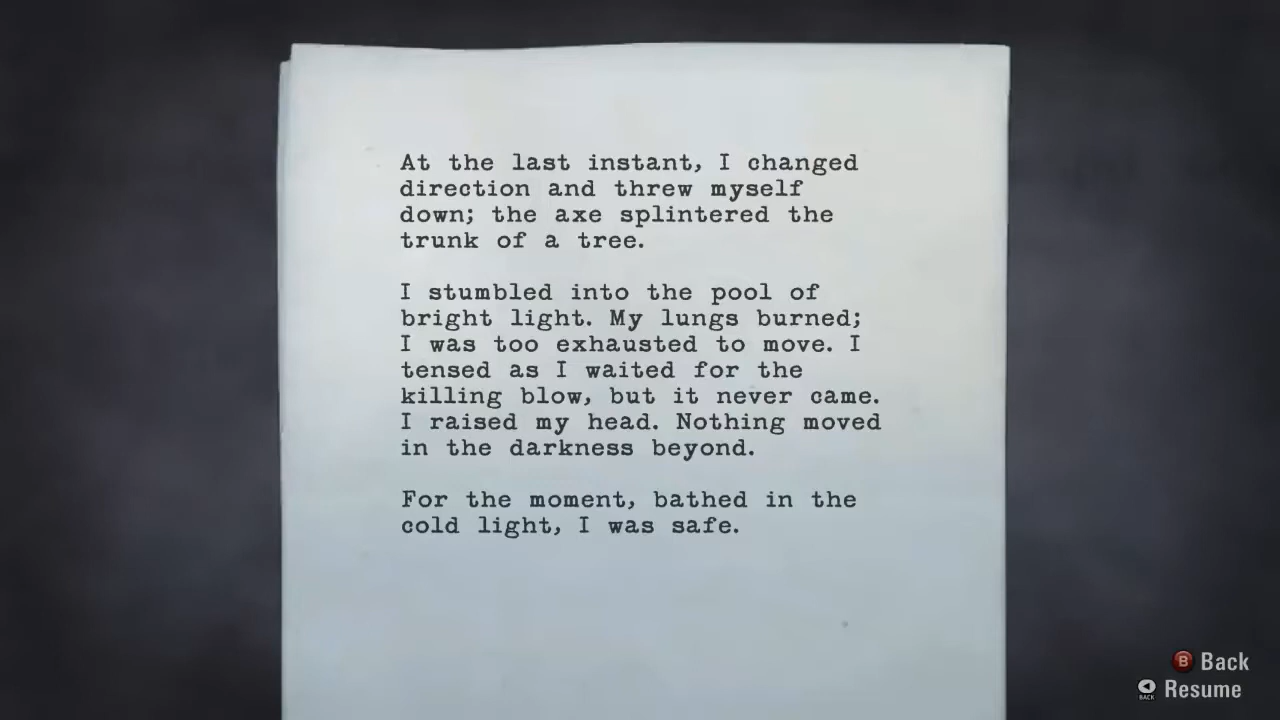 At the last instant, I changed
direction and threw myself
down; the axe splintered the
trunk of a tree.
I stumbled into the pool of
bright light. My lungs burned;
I was too exhausted to move. I
tensed as I waited for the
killing blow, but it never came.
I raised my head. Nothing moved
in the darkness beyond.
For the moment, bathed in the
cold light, I was safe.
B Back
BACK Resume